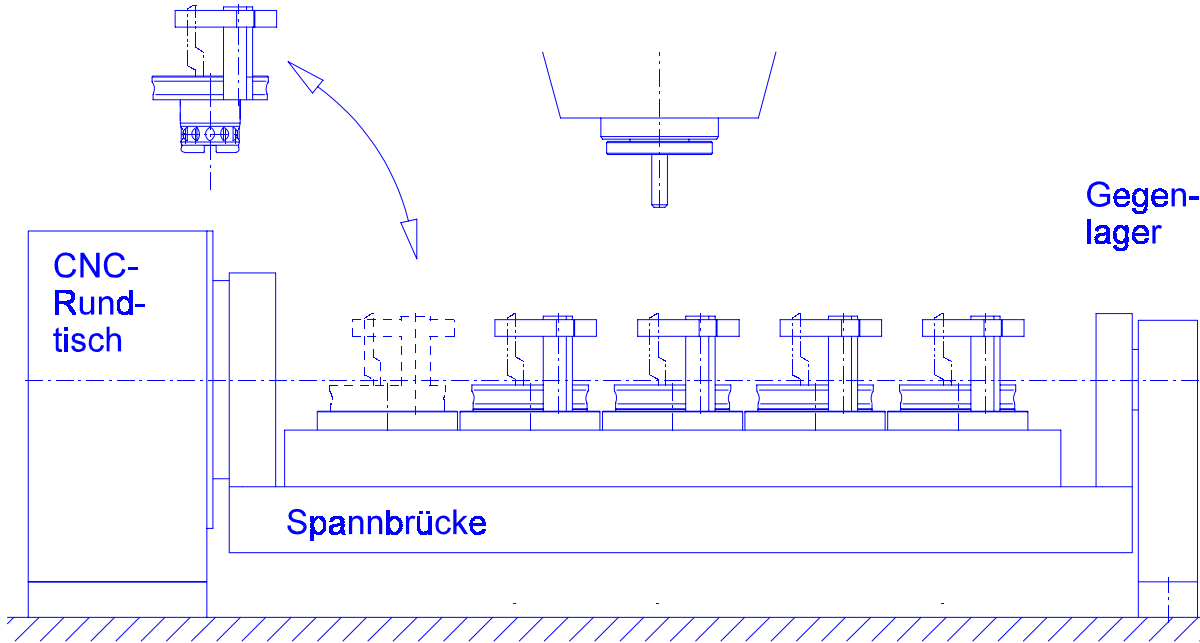 CNC-
Rund-
tisch
Gegen-
lager
Spannbrücke